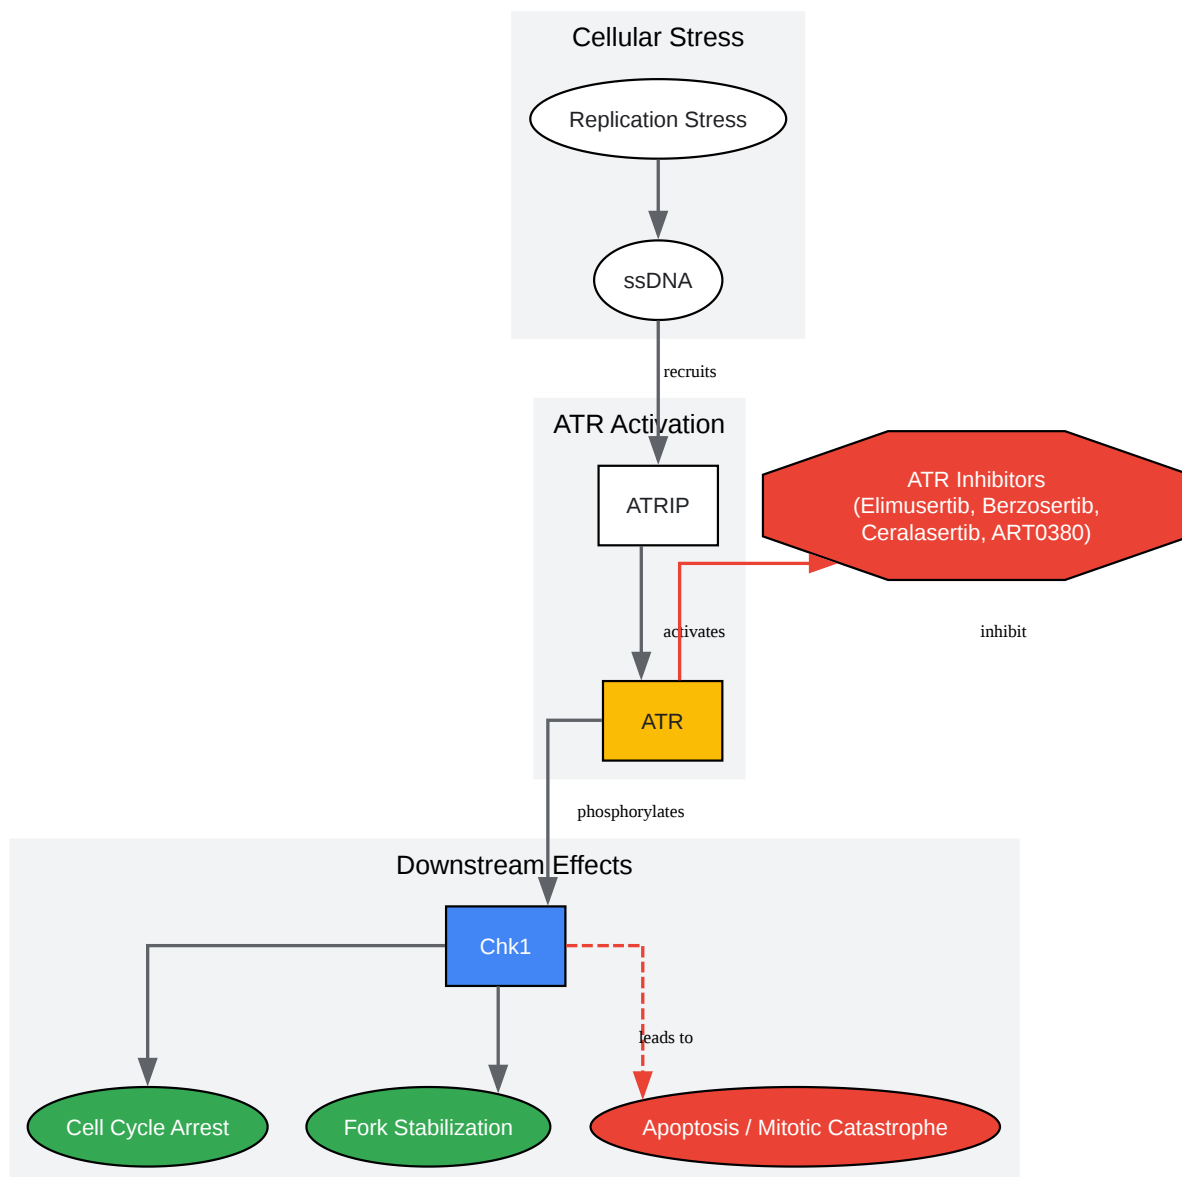 Cellular Stress
Replication Stress
ssDNA
recruits
ATR Activation
ATRIP
ATR Inhibitors
(Elimusertib, Berzosertib,
Ceralasertib, ART0380)
activates
inhibit
ATR
phosphorylates
Downstream Effects
Chk1
leads to
Cell Cycle Arrest
Fork Stabilization
Apoptosis / Mitotic Catastrophe